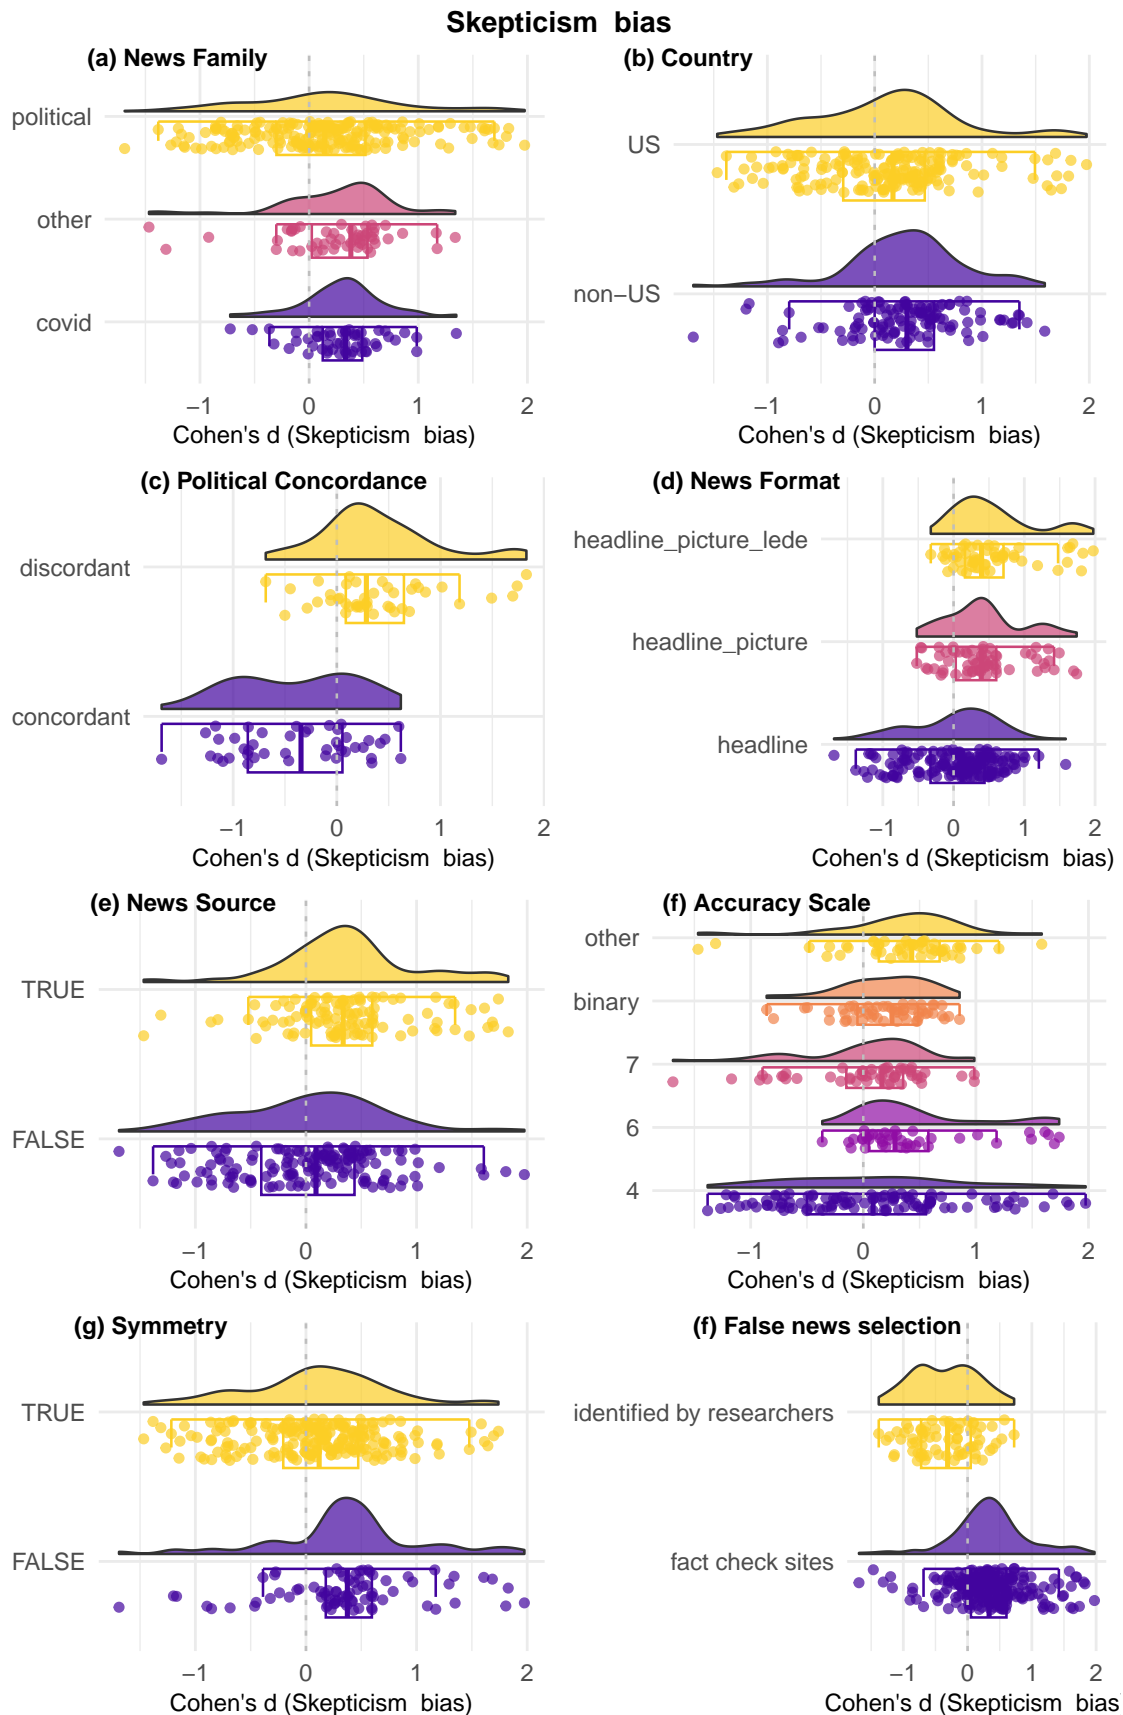 Skepticism  bias
(a) News Family
political
other
covid
−1 0 1 2
Cohen's d (Skepticism  bias)
(b) Country
US
non−US
−1 0 1 2
Cohen's d (Skepticism  bias)
(c) Political Concordance
discordant
concordant
−1 0 1 2
Cohen's d (Skepticism  bias)
(d) News Format
headline_picture_lede
headline_picture
headline
−1 0 1 2
Cohen's d (Skepticism  bias)
(e) News Source
TRUE
FALSE
−1 0 1 2
Cohen's d (Skepticism  bias)
(f) Accuracy Scale
other
binary
7
6
4
−1 0 1 2
Cohen's d (Skepticism  bias)
(g) Symmetry
TRUE
FALSE
−1 0 1 2
Cohen's d (Skepticism  bias)
(f) False news selection
identified by researchers
fact check sites
−1 0 1 2
Cohen's d (Skepticism  bias)